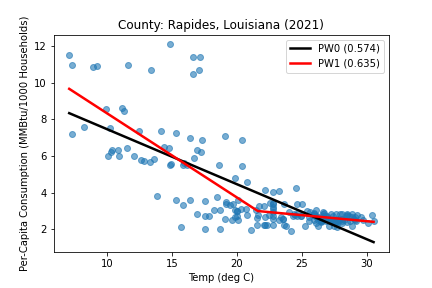 County: Rapides, Louisiana (2021)
Per-Capita Consumption (MMBtu/1000 Households)
12
10
8
6
4
2
PW0 (0.574)
PW1 (0.635)
10 15 20 25 30
Temp (deg C)